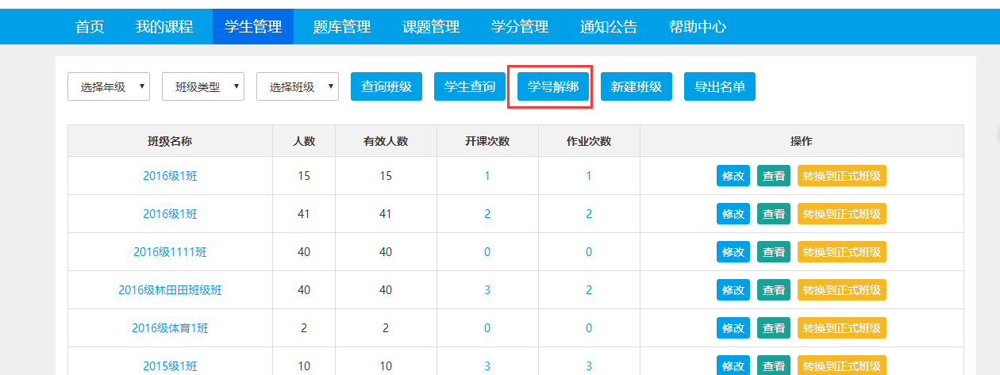 首页 我的课程 学生管理 题库管理 课题管理 学分管理 通知公告 帮助中心
选择年级 班级类型 选择班级 查询班级 学生查询 学号解绑 新建班级 导出名单
班级名称 人数 有效人数 开课次数 作业次数 操作
2016级1班 15 15 1 1 修改 查看 转换到正式班级
2016级1班 41 41 2 2 修改 查看 转换到正式班级
2016级1111班 40 40 0 0 修改 查看 转换到正式班级
2016级林田田班级班 40 40 3 2 修改 查看 转换到正式班级
2016级体育1班 2 2 0 0 修改 查看 转换到正式班级
2015级1班 10 10 3 3 修改 查看 转换到正式班级